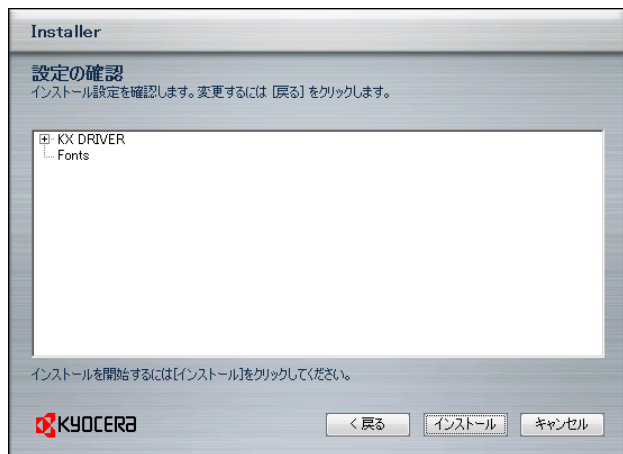 Installer
設定の確認
インストール設定を確認します。変更するには [戻る] をクリックします。
KX DRIVER
Fonts
インストールを開始するには[インストール]をクリックしてください。
KYOCERA
< 戻る
インストール
キャンセル